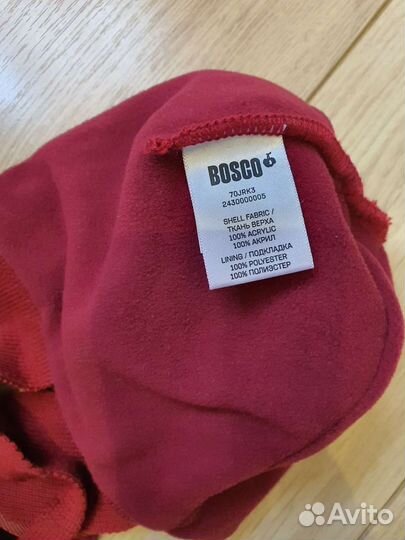 BOSCO
70JRK3
2430000005
SHELL FABRIC /
ТКАНЬ ВЕРХА
100% ACRYLIC
100% АКРИЛ
LINING / ПОДКЛАДКА
100% POLYESTER
100% ПОЛИЭСТЕР
Avito